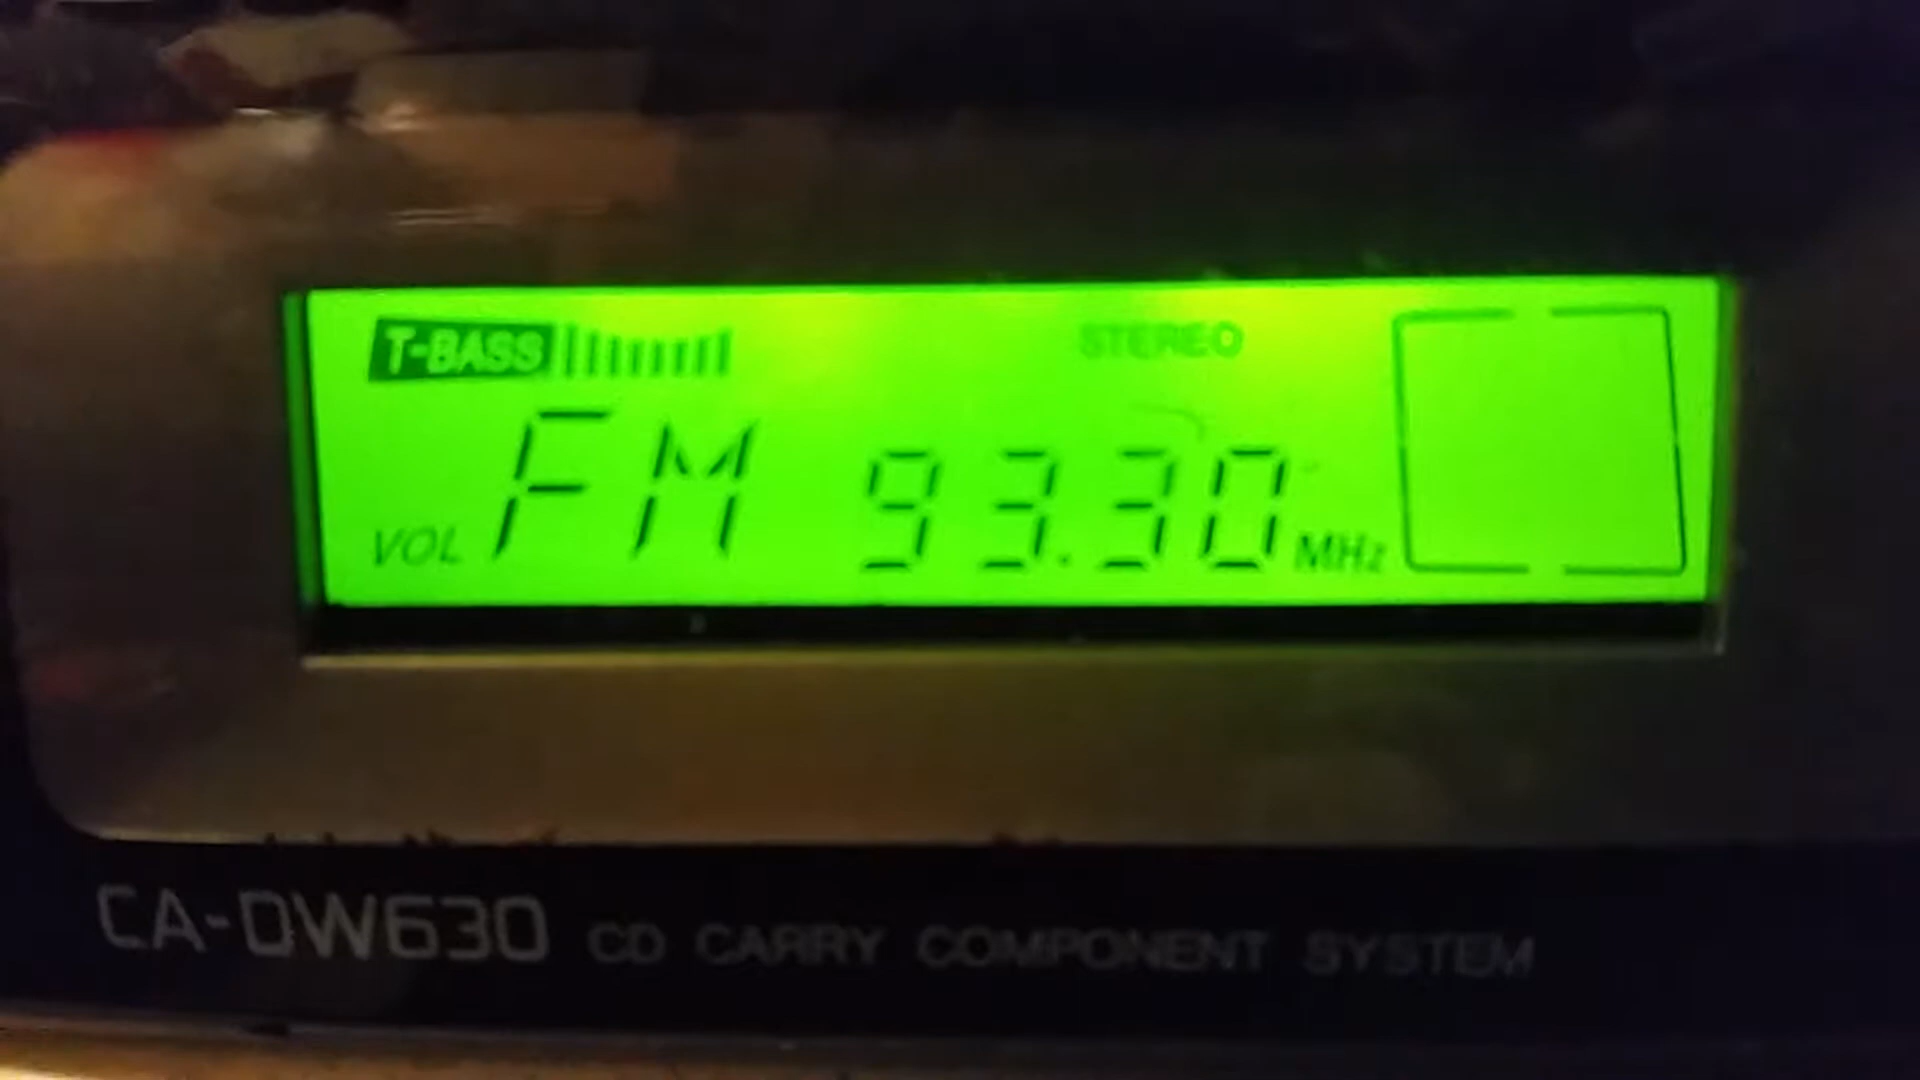 T-BASS STEREO
VOL FM 93.30 MHz
CA-DW630 CD CARRY COMPONENT SYSTEM